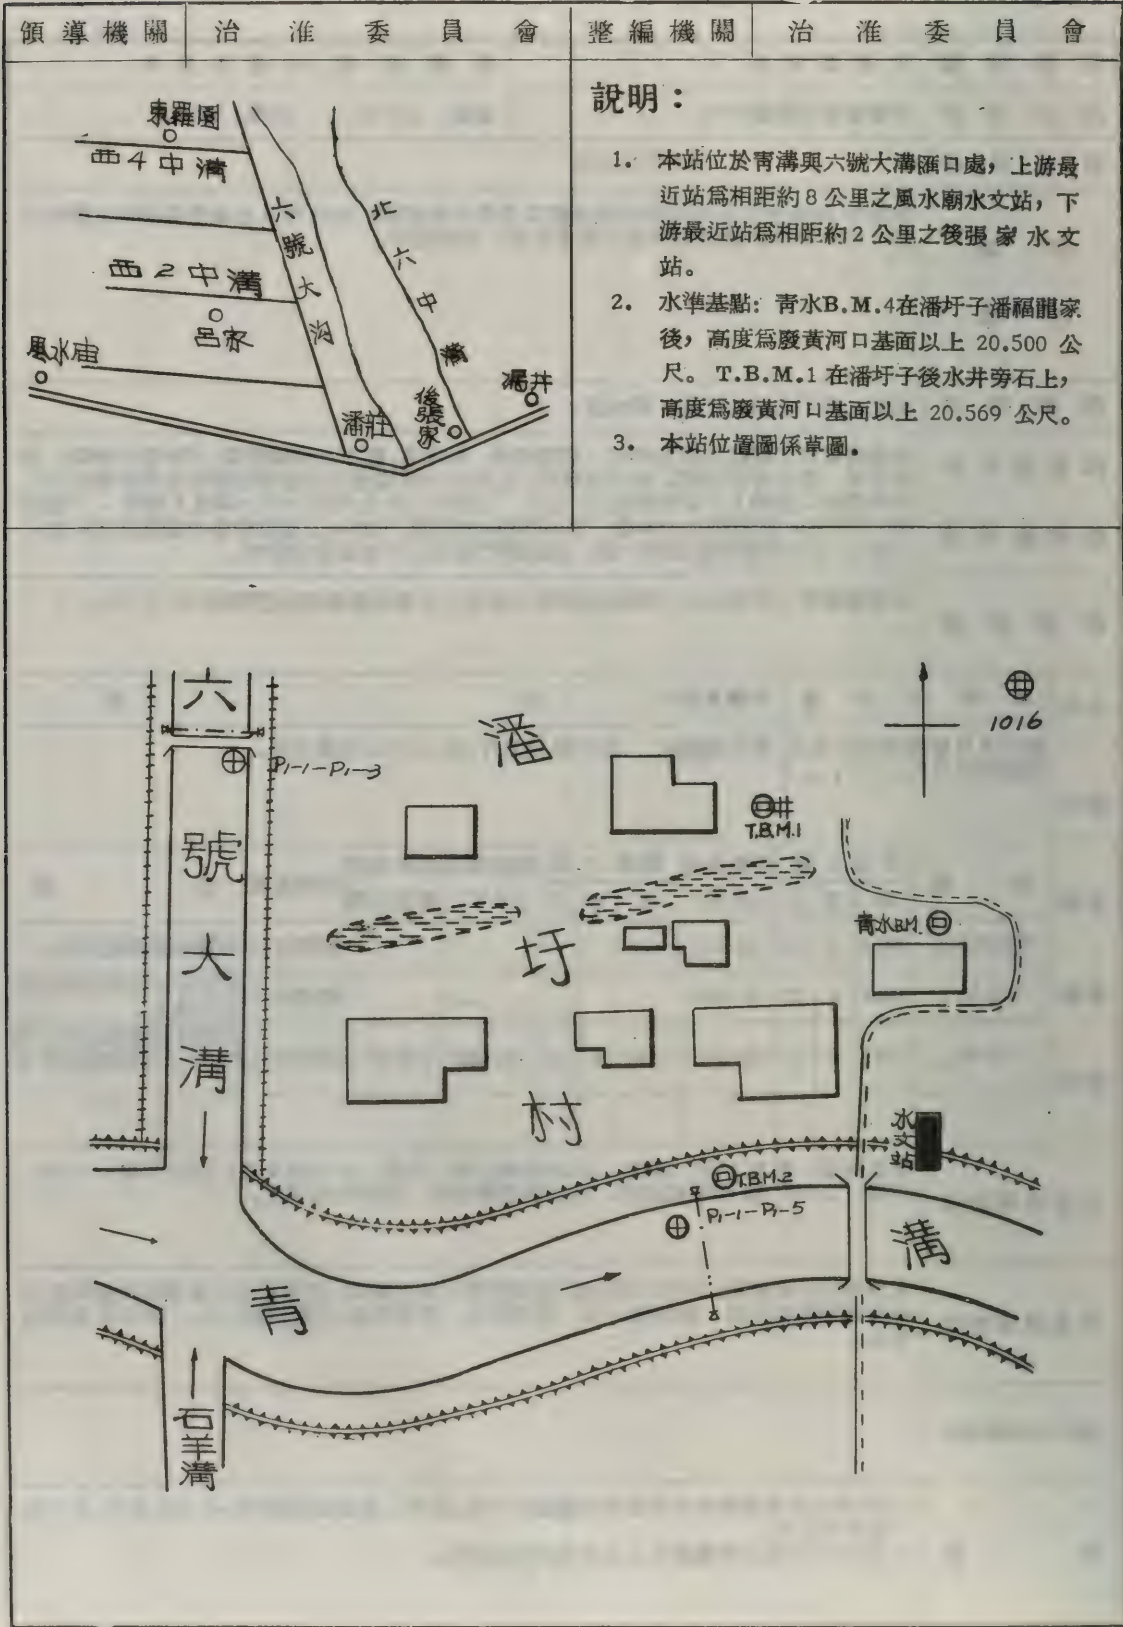 領導機關 治淮委員會 整編機關 治淮委員會
東羅圩
西4中溝
六號大沟
北六中溝
西2中溝
呂家
風水庙
潘莊
後張家
馮井
說明：
1. 本站位於青溝與六號大溝匯口處，上游最
近站爲相距約8公里之風水廟水文站，下
游最近站爲相距約2公里之後張家水文
站。
2. 水準基點：青水B.M.4在潘圩子潘福龍家
後，高度爲廢黃河口基面以上 20.500 公
尺。T.B.M.1 在潘圩子後水井旁石上，
高度爲廢黃河口基面以上 20.569 公尺。
3. 本站位置圖係草圖。
六號大溝
P1-1-P1-3
潘圩村
井
T.B.M.1
1016
青水B.M.
水文站
T.B.M.2
P1-1-P1-5
青溝
石羊溝